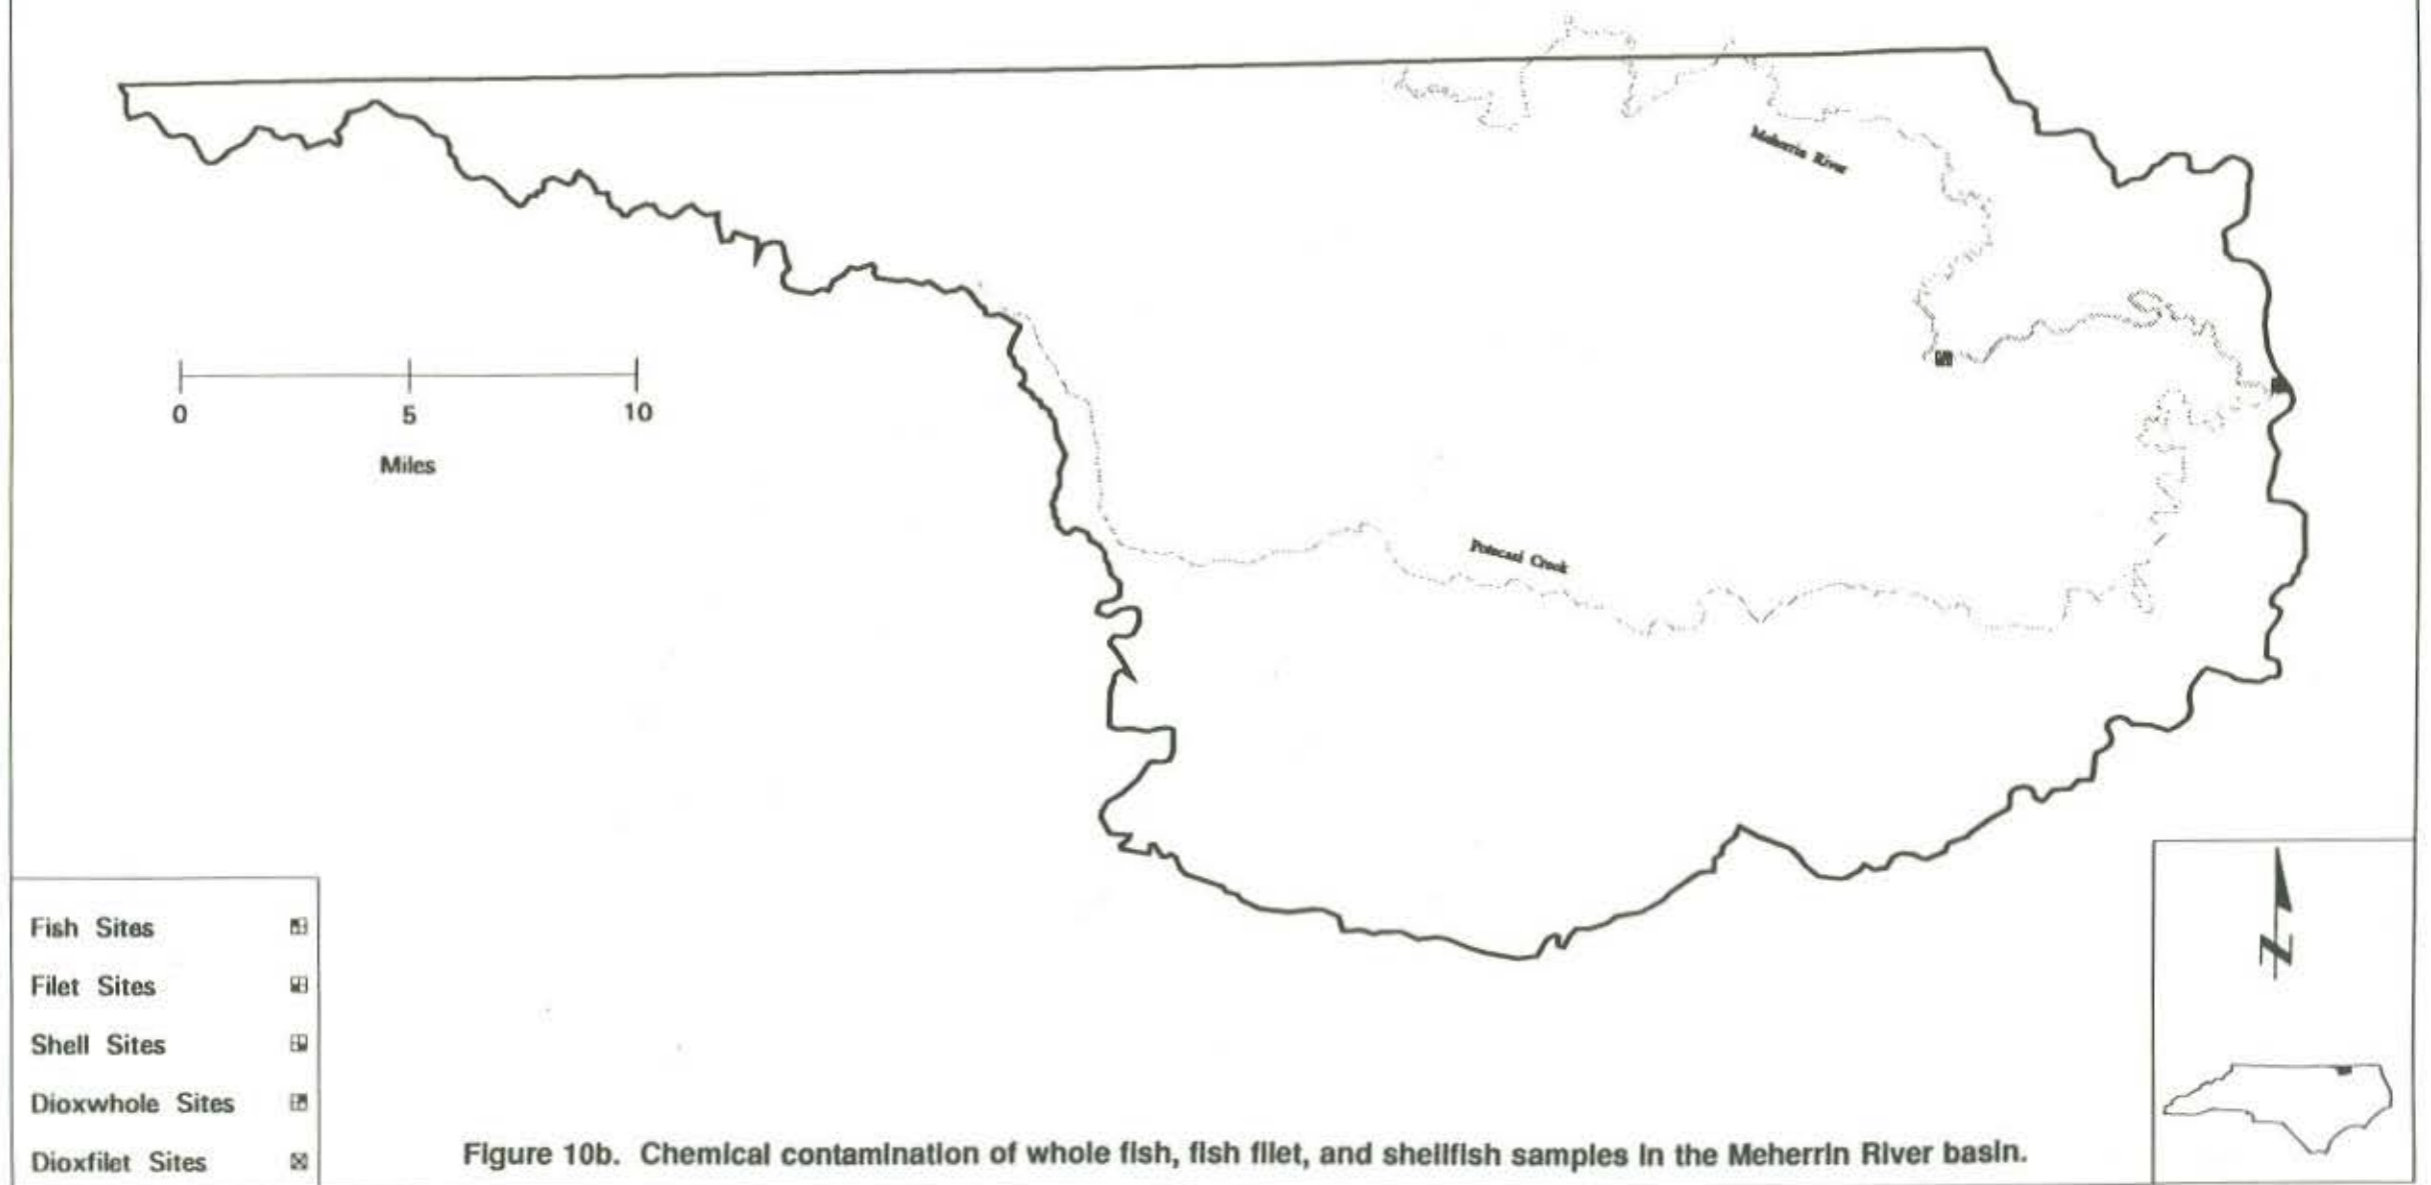 Meherrin River
0 5 10
Miles
Potecasi Creek
Fish Sites
Filet Sites
Shell Sites
Dioxwhole Sites
Dioxfilet Sites
N
Figure 10b. Chemical contamination of whole fish, fish filet, and shellfish samples in the Meherrin River basin.